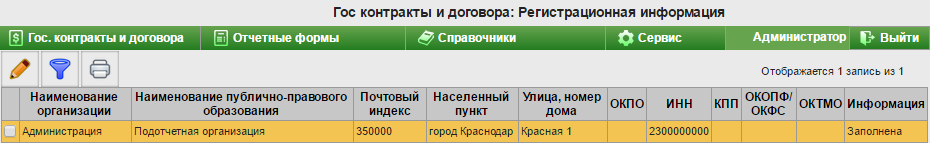 Гос контракты и договора: Регистрационная информация
Гос. контракты и договора Отчетные формы Справочники Сервис Администратор Выйти
Отображается 1 запись из 1
Наименование организации Наименование публично-правового образования Почтовый индекс Населенный пункт Улица, номер дома ОКПО ИНН КПП ОКОПФ/ОКФС ОКТМО Информация
Администрация Подотчетная организация 350000 город Краснодар Красная 1 2300000000 Заполнена